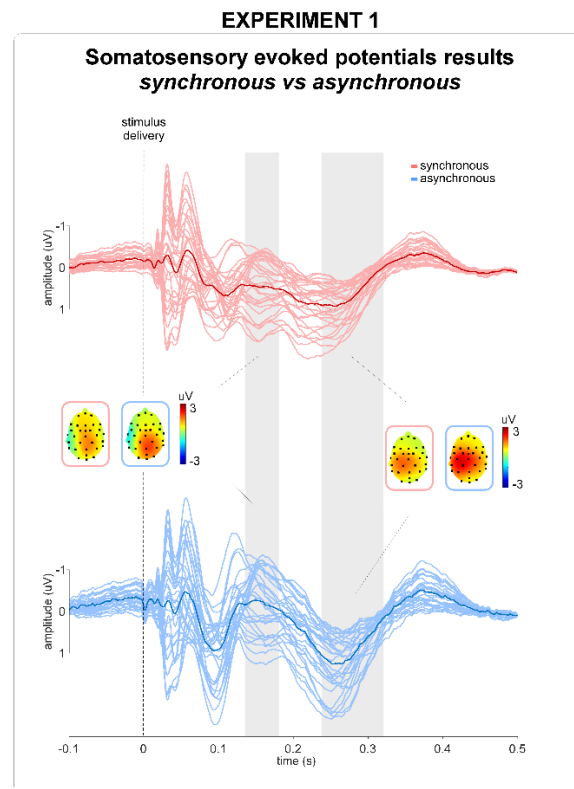 EXPERIMENT 1
Somatosensory evoked potentials results
synchronous vs asynchronous
stimulus
delivery
synchronous
asynchronous
-1
0
1
amplitude (uV)
uV
3
-3
uV
3
-3
-1
0
1
amplitude (uV)
-0.1
0
0.1
0.2
0.3
0.4
0.5
time (s)